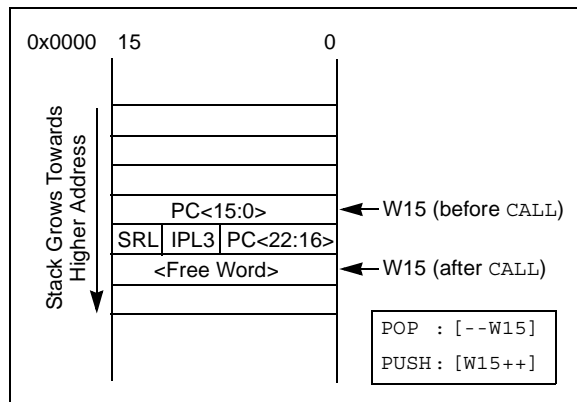 0x0000 15 0
Stack Grows Towards
Higher Address
PC<15:0>
W15 (before CALL)
SRL IPL3 PC<22:16>
<Free Word>
W15 (after CALL)
POP : [--W15]
PUSH: [W15++]